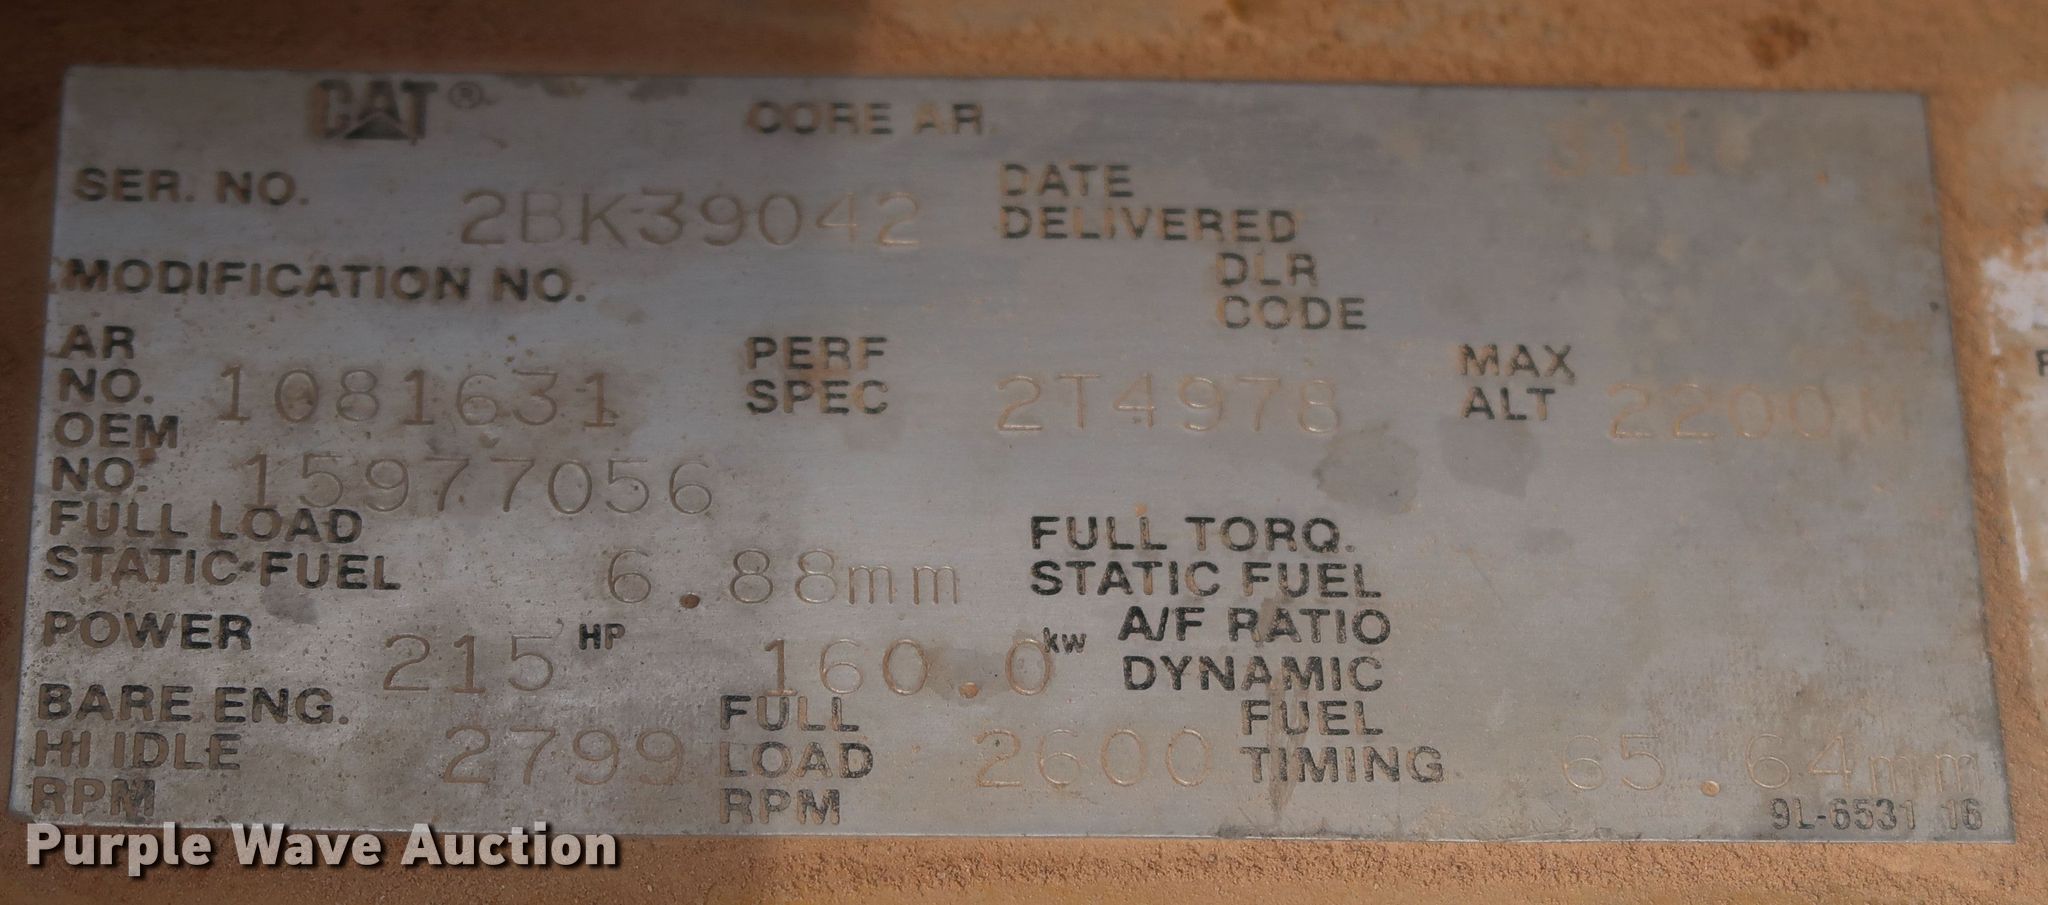 CAT®
CORE AR.
SER. NO. 2BK39042
DATE
DELIVERED
MODIFICATION NO.
DLR
CODE
AR
NO. 1081631
PERF
SPEC 2T4978
MAX
ALT 2200M
OEM
NO. 15977056
FULL LOAD
STATIC FUEL 6.88mm
FULL TORQ.
STATIC FUEL
POWER 215 HP 160.0 kw
A/F RATIO
DYNAMIC
BARE ENG.
HI IDLE
RPM 2799
FULL
LOAD
RPM 2600
FUEL
TIMING 65.64mm
9L-6531 16
Purple Wave Auction